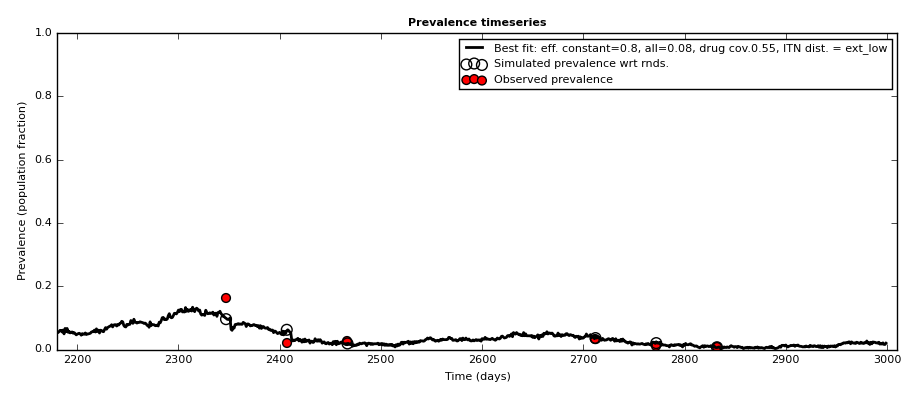 Prevalence timeseries
Best fit: eff. constant=0.8, all=0.08, drug cov.0.55, ITN dist. = ext_low
Simulated prevalence wrt rnds.
Observed prevalence
Prevalence (population fraction)
1.0
0.8
0.6
0.4
0.2
0.0
2200 2300 2400 2500 2600 2700 2800 2900 3000
Time (days)